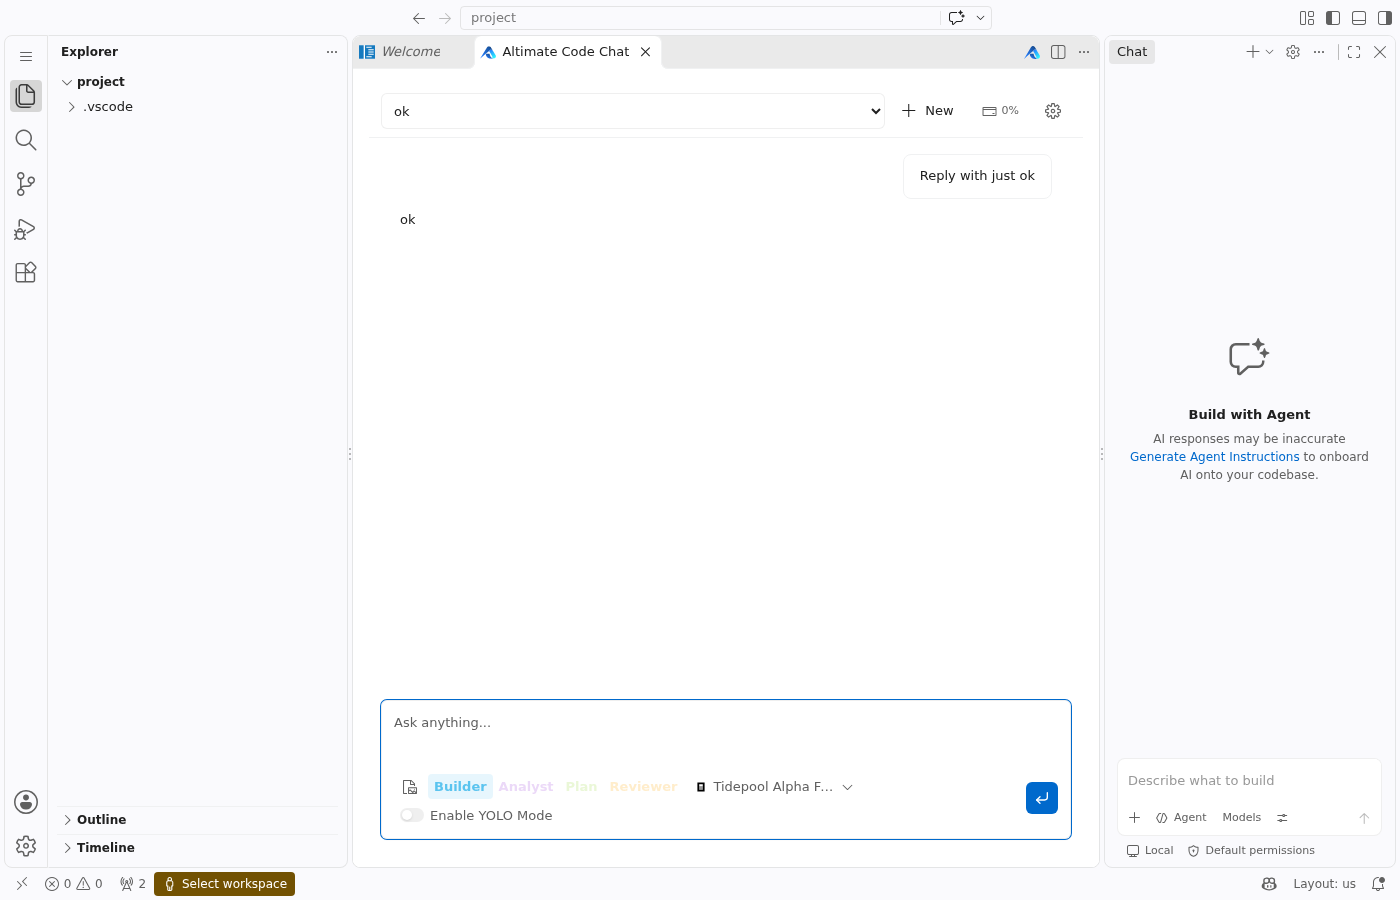 project
Explorer
project
.vscode
Outline
Timeline
Welcome
Altimate Code Chat
ok
New
0%
Reply with just ok
ok
Ask anything...
Builder
Analyst
Plan
Reviewer
Tidepool Alpha F...
Enable YOLO Mode
Chat
Build with Agent
AI responses may be inaccurate
Generate Agent Instructions to onboard
AI onto your codebase.
Describe what to build
Agent
Models
Local
Default permissions
0
0
2
Select workspace
Layout: us